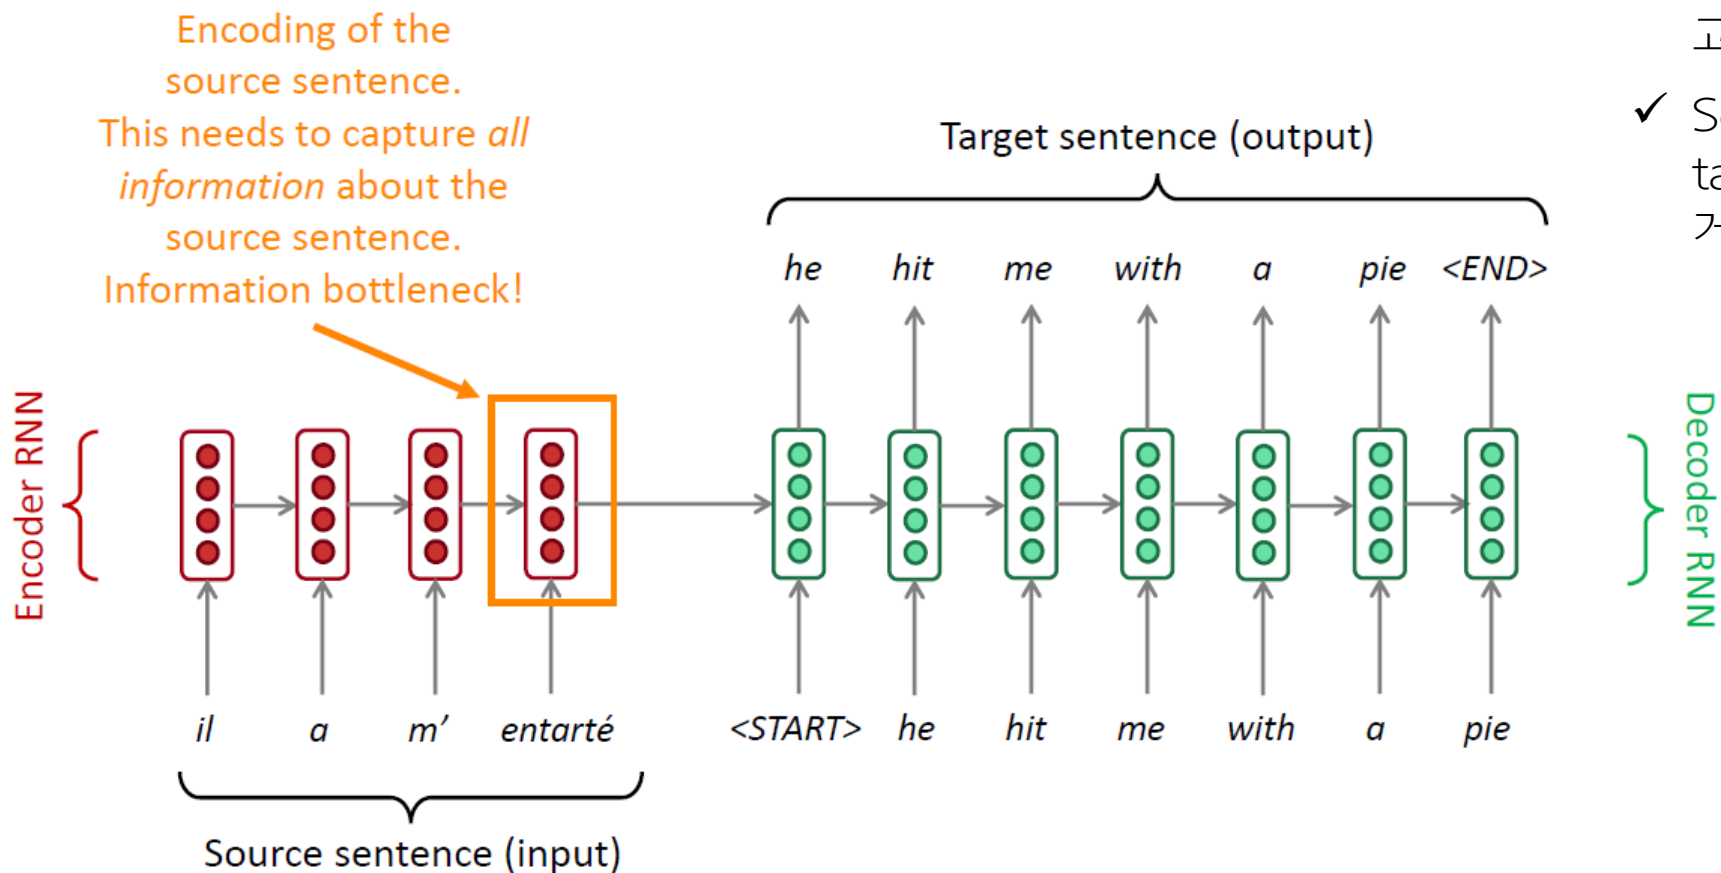 Encoding of the
source sentence.
This needs to capture all
information about the
source sentence.
Information bottleneck!
Target sentence (output)
he hit me with a pie <END>
Encoder RNN
Decoder RNN
il a m’ entarté <START> he hit me with a pie
Source sentence (input)